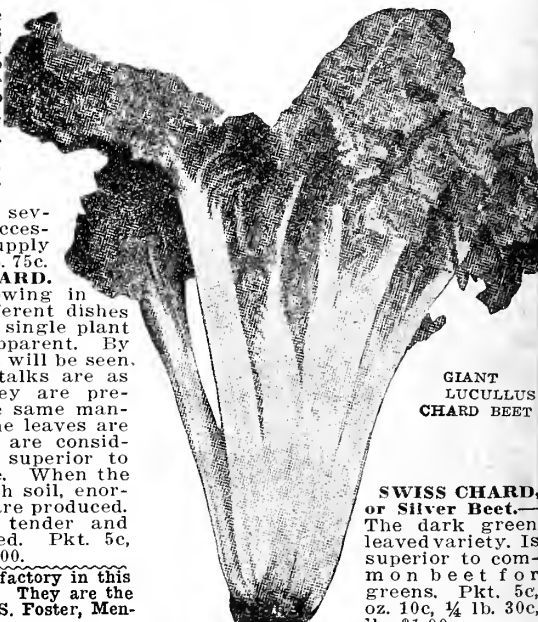 sev-
cces-
upply
. 75c.
ARD.
owing in
ferent dishes
single plant
pparent. By
will be seen.
talks are as
ey are pre-
e same man-
ne leaves are
are consid-
superior to
e. When the
h soil, enor-
are produced.
tender and
ed. Pkt. 5c,
00.
factory in this
They are the
S. Foster, Men-
GIANT
LUCULLUS
CHARD BEET
SWISS CHARD,
or Silver Beet.—
The dark green
leaved variety. Is
superior to com-
mon beet for
greens. Pkt. 5c,
oz. 10c, ¼ lb. 30c,